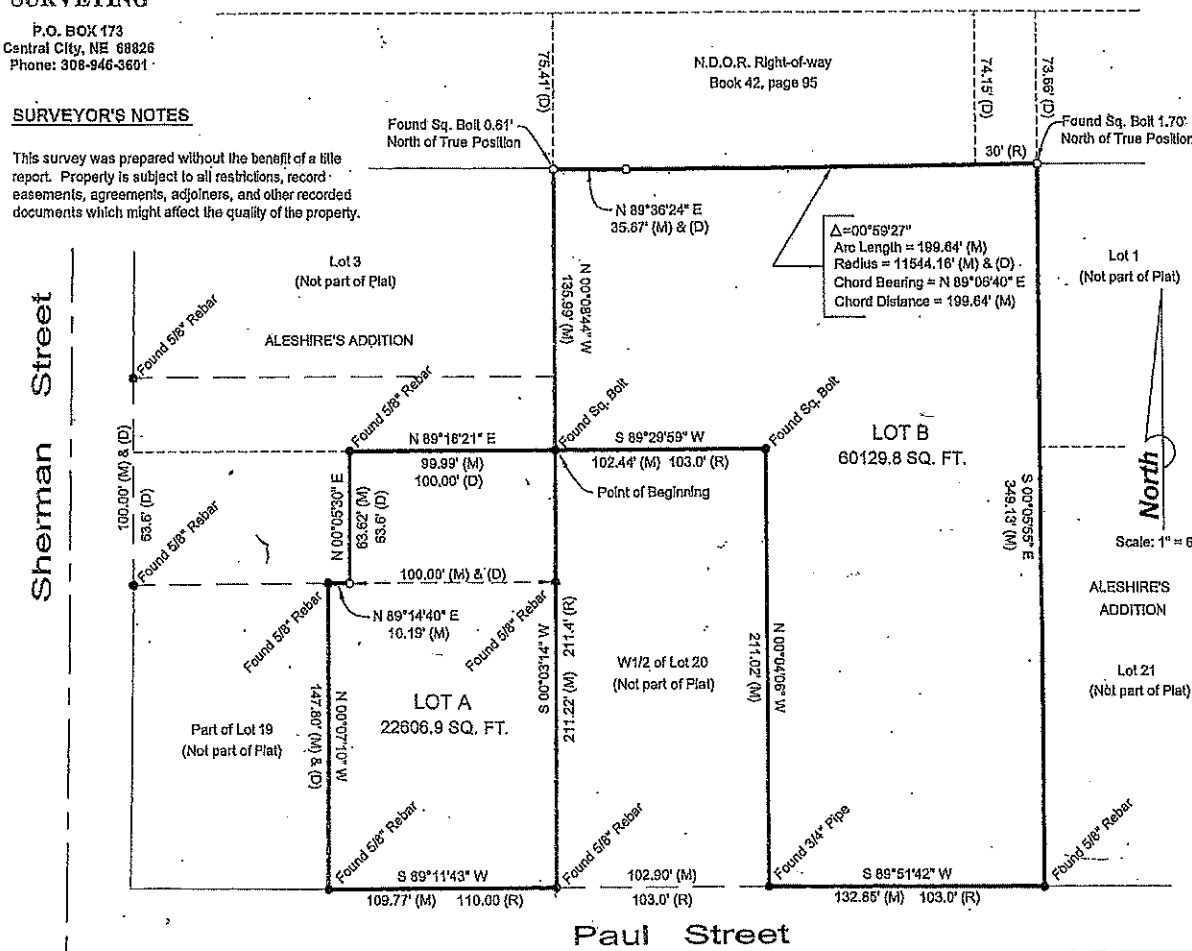 SURVEYING
P.O. BOX 173
Central City, NE 68826
Phone: 308-946-3601
SURVEYOR'S NOTES
This survey was prepared without the benefit of a title
report. Property is subject to all restrictions, record
easements, agreements, adjoiners, and other recorded
documents which might affect the quality of the property.
75.41' (D)
N.D.O.R. Right-of-way
Book 42, page 95
74.15' (D)
73.66' (D)
Found Sq. Bolt 0.61'
North of True Position
Found Sq. Bolt 1.70'
North of True Position
30' (R)
N 89°36'24" E
35.67' (M) & (D)
Δ=00°59'27"
Arc Length = 199.64' (M)
Radius = 11544.16' (M) & (D)
Chord Bearing = N 89°06'40" E
Chord Distance = 199.64' (M)
Lot 3
(Not part of Plat)
Lot 1
(Not part of Plat)
N 00°08'44" W
135.99' (M)
ALESHIRE'S ADDITION
Sherman Street
Found 5/8" Rebar
Found 5/8" Rebar
Found Sq. Bolt
Found Sq. Bolt
N 89°16'21" E
99.99' (M)
100.00' (D)
S 89°29'59" W
102.44' (M) 103.0' (R)
Point of Beginning
LOT B
60129.8 SQ. FT.
North
Scale: 1" = 6
100.00' (M) & (D)
63.6' (D)
Found 5/8" Rebar
N 00°05'30" E
63.62' (M)
63.6' (D)
S 00°05'55" E
349.13' (M)
100.00' (M) & (D)
N 89°14'40" E
10.19' (M)
Found 5/8" Rebar
Found 5/8" Rebar
ALESHIRE'S
ADDITION
S 00°03'14" W
211.22' (M) 211.4' (R)
W1/2 of Lot 20
(Not part of Plat)
N 00°04'06" W
211.02' (M)
Lot 21
(Not part of Plat)
LOT A
22606.9 SQ. FT.
Part of Lot 19
(Not part of Plat)
N 00°07'10" W
147.80' (M) & (D)
Found 5/8" Rebar
Found 5/8" Rebar
Found 3/4" Pipe
Found 5/8" Rebar
S 89°11'43" W
109.77' (M) 110.00 (R)
102.90' (M)
103.0' (R)
S 89°51'42" W
132.85' (M) 103.0' (R)
Paul Street